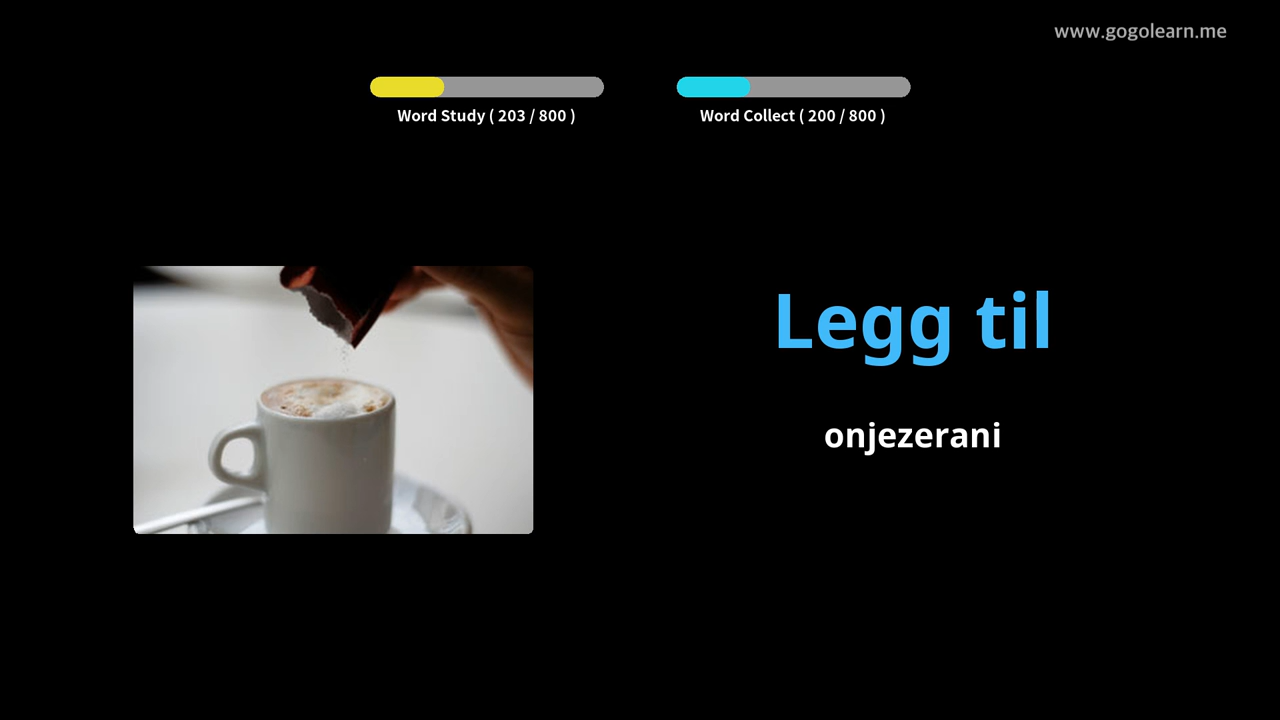 www.gogolearn.me
Word Study ( 203 / 800 )
Word Collect ( 200 / 800 )
Legg til
onjezerani